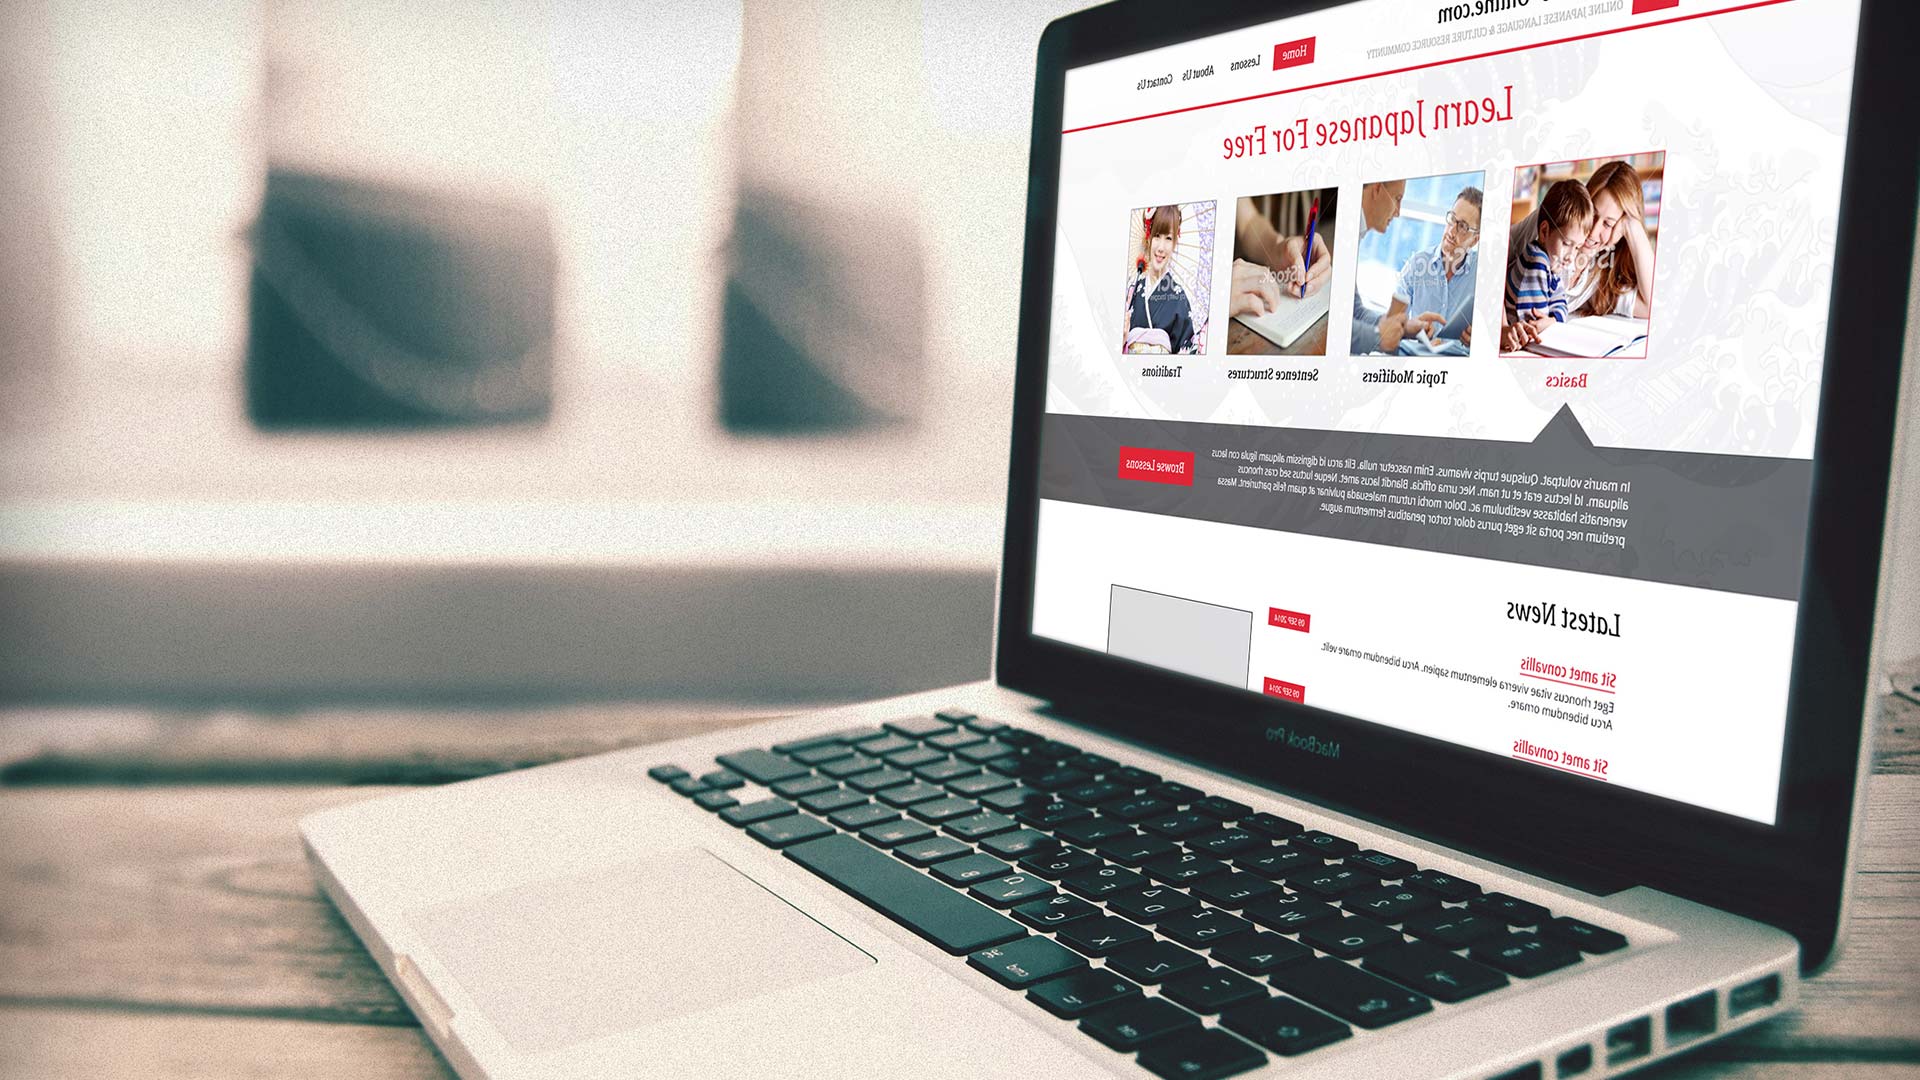 Online.com
ONLINE JAPANESE LANGUAGE & CULTURE RESOURCE COMMUNITY
Home Lessons About Us Contact Us
Learn Japanese For Free
iStock
Basics Topic Modifiers Sentence Structures Traditions
In mauris volutpat. Quisque turpis vivamus. Enim nascetur nunc nulla. Elit arcu id dignissim aliquam ligula con lacus
aliquam. Id lectus erat et ut nam ut. Nec urna officia. Blandit lacus amet. Neque luctus sed cras rhoncus
venenatis habitasse vestibulum ac. Dolor morbi rutrum malesuada pulvinar at quam felis parturient. Massa
pretium nec porta sit eget purus dolor tortor penatibus fermentum augue.
Browse Lessons
Latest News
Sit amet convallis 09 SEP 2014
Eget rhoncus vitae viverra elementum sapien. Arcu bibendum ornare velit.
Arcu bibendum ornare.
Sit amet convallis 09 SEP 2014
MacBook Pro
Q W E R T
A S D F G
Z X C V B
cmd